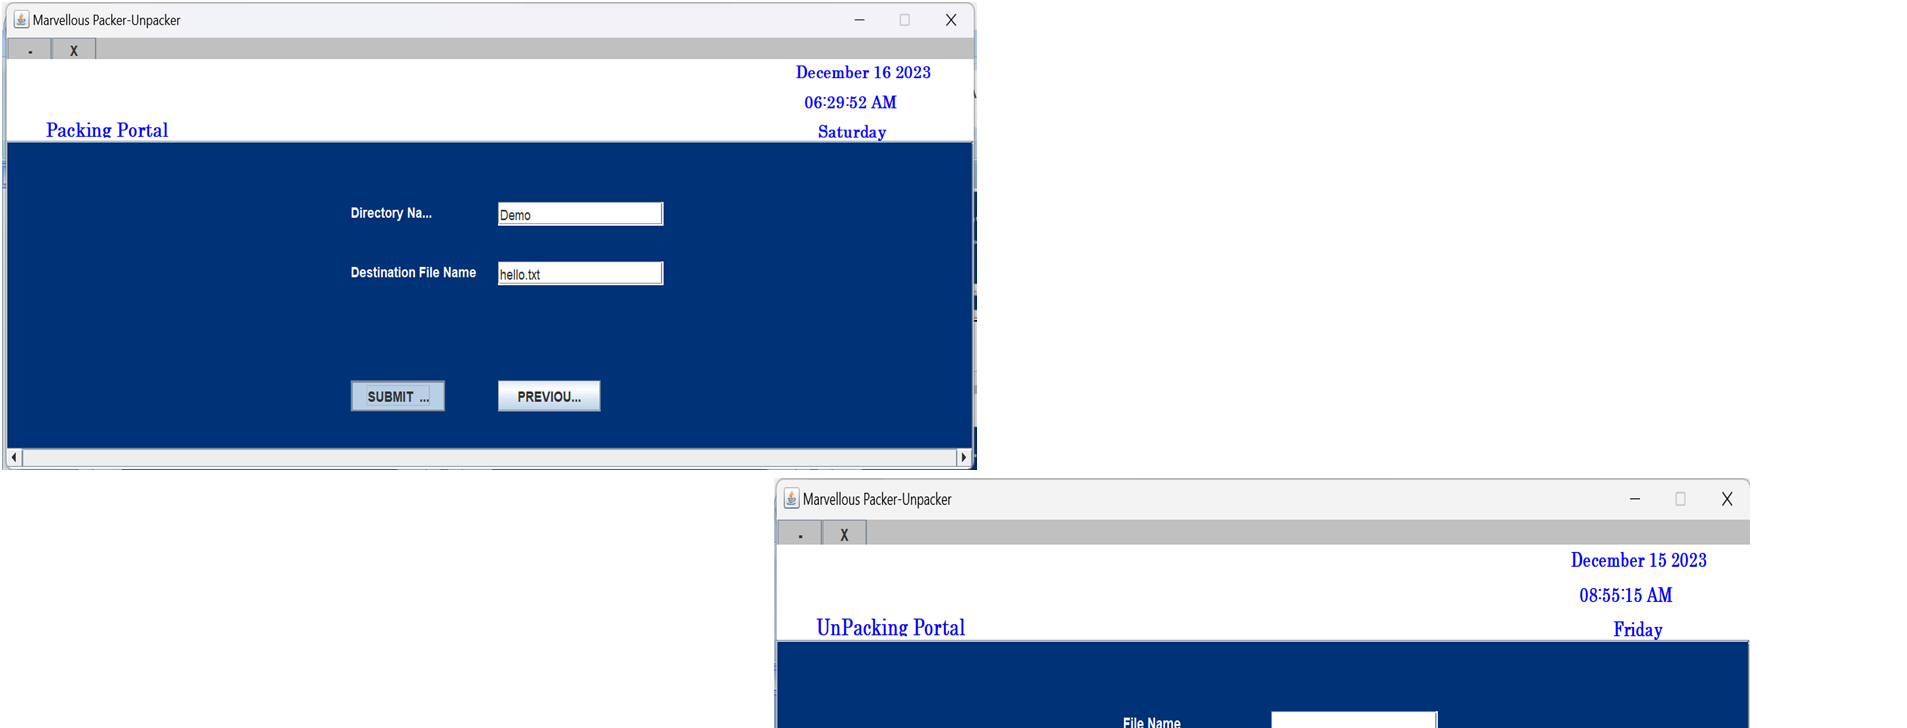 Marvellous Packer-Unpacker
- X
December 16 2023
06:29:52 AM
Packing Portal
Saturday
Directory Na... Demo
Destination File Name hello.txt
SUBMIT ... PREVIOU...
Marvellous Packer-Unpacker
- X
December 15 2023
08:55:15 AM
UnPacking Portal
Friday
File Name